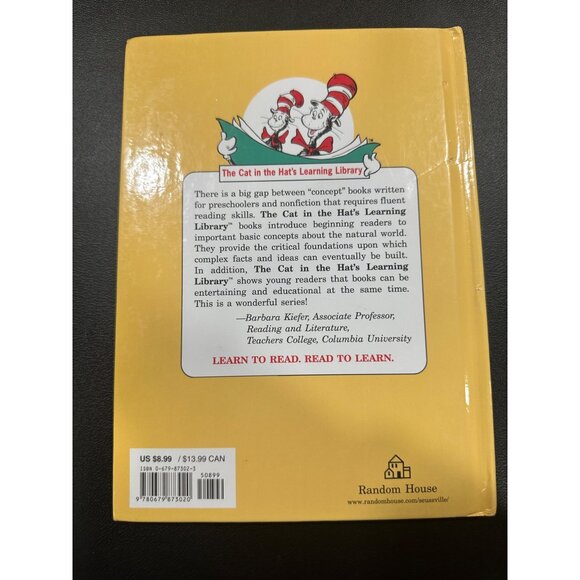 The Cat in the Hat's Learning Library
TM
There is a big gap between "concept" books written
for preschoolers and nonfiction that requires fluent
reading skills. The Cat in the Hat's Learning
Library™ books introduce beginning readers to
important basic concepts about the natural world.
They provide the critical foundations upon which
complex facts and ideas can eventually be built.
In addition, The Cat in the Hat's Learning
Library™ shows young readers that books can be
entertaining and educational at the same time.
This is a wonderful series!
—Barbara Kiefer, Associate Professor,
Reading and Literature,
Teachers College, Columbia University
LEARN TO READ. READ TO LEARN.
US $8.99 / $13.99 CAN
ISBN 0-679-87302-3
50899
9 780679 873020
Random House
www.randomhouse.com/seussville/